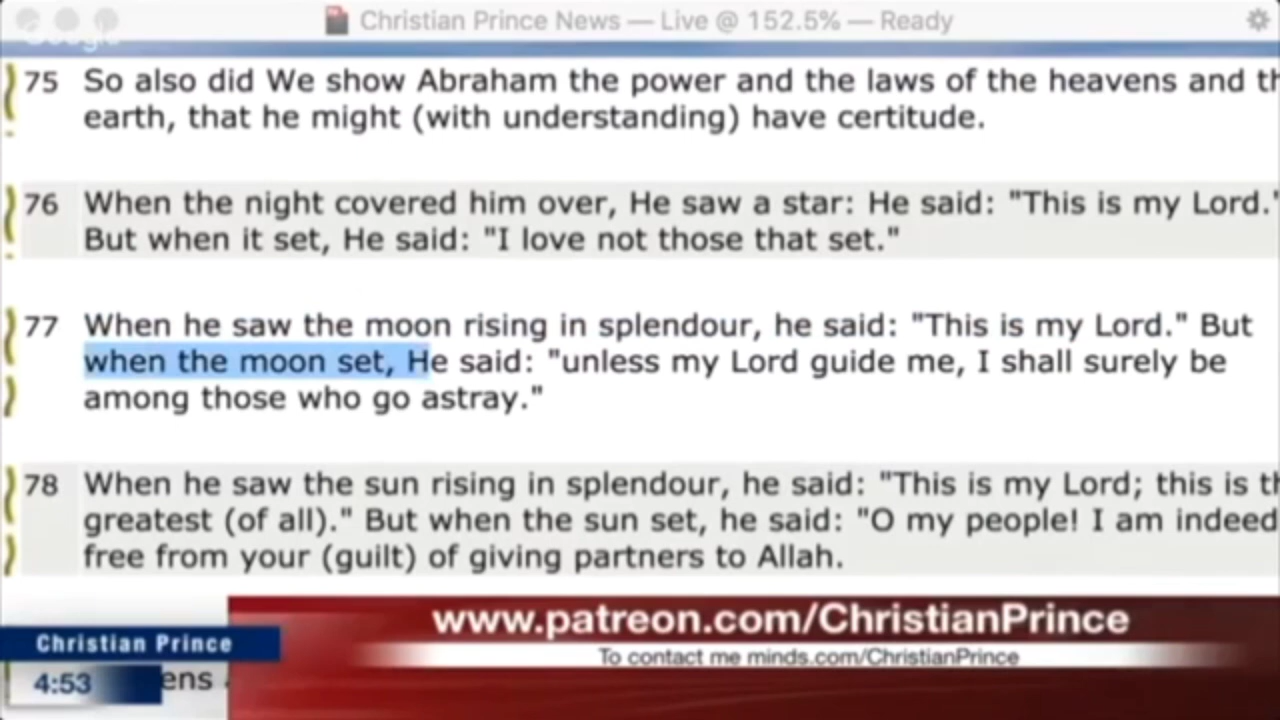 Christian Prince News — Live @ 152.5% — Ready
Google
75 So also did We show Abraham the power and the laws of the heavens and th
earth, that he might (with understanding) have certitude.
76 When the night covered him over, He saw a star: He said: "This is my Lord."
But when it set, He said: "I love not those that set."
77 When he saw the moon rising in splendour, he said: "This is my Lord." But
when the moon set, He said: "unless my Lord guide me, I shall surely be
among those who go astray."
78 When he saw the sun rising in splendour, he said: "This is my Lord; this is th
greatest (of all)." But when the sun set, he said: "O my people! I am indeed
free from your (guilt) of giving partners to Allah.
www.patreon.com/ChristianPrince
Christian Prince
To contact me minds.com/ChristianPrince
4:53
ens